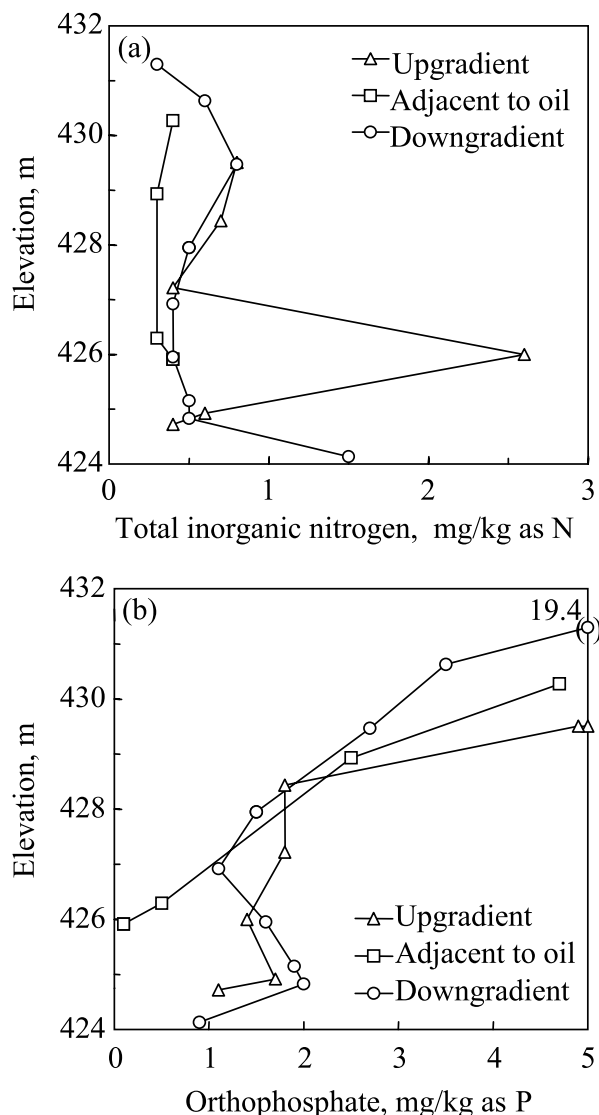 432
(a)
Upgradient
Adjacent to oil
Downgradient
430
428
426
424
Elevation, m
0 1 2 3
Total inorganic nitrogen, mg/kg as N
432
(b)
19.4
430
428
426
424
Elevation, m
Upgradient
Adjacent to oil
Downgradient
0 1 2 3 4 5
Orthophosphate, mg/kg as P